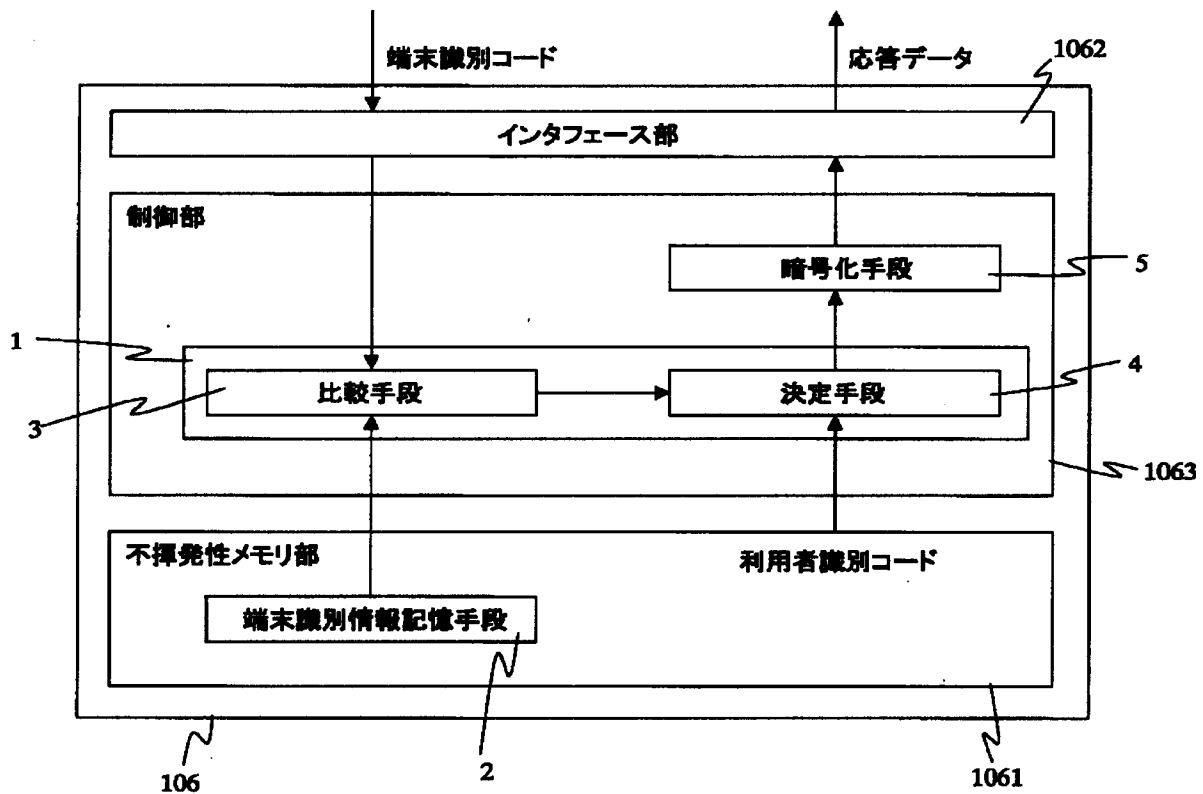 端末識別コード
応答データ
1062
インタフェース部
制御部
暗号化手段
5
1
比較手段
決定手段
4
3
1063
不揮発性メモリ部
利用者識別コード
端末識別情報記憶手段
106
2
1061